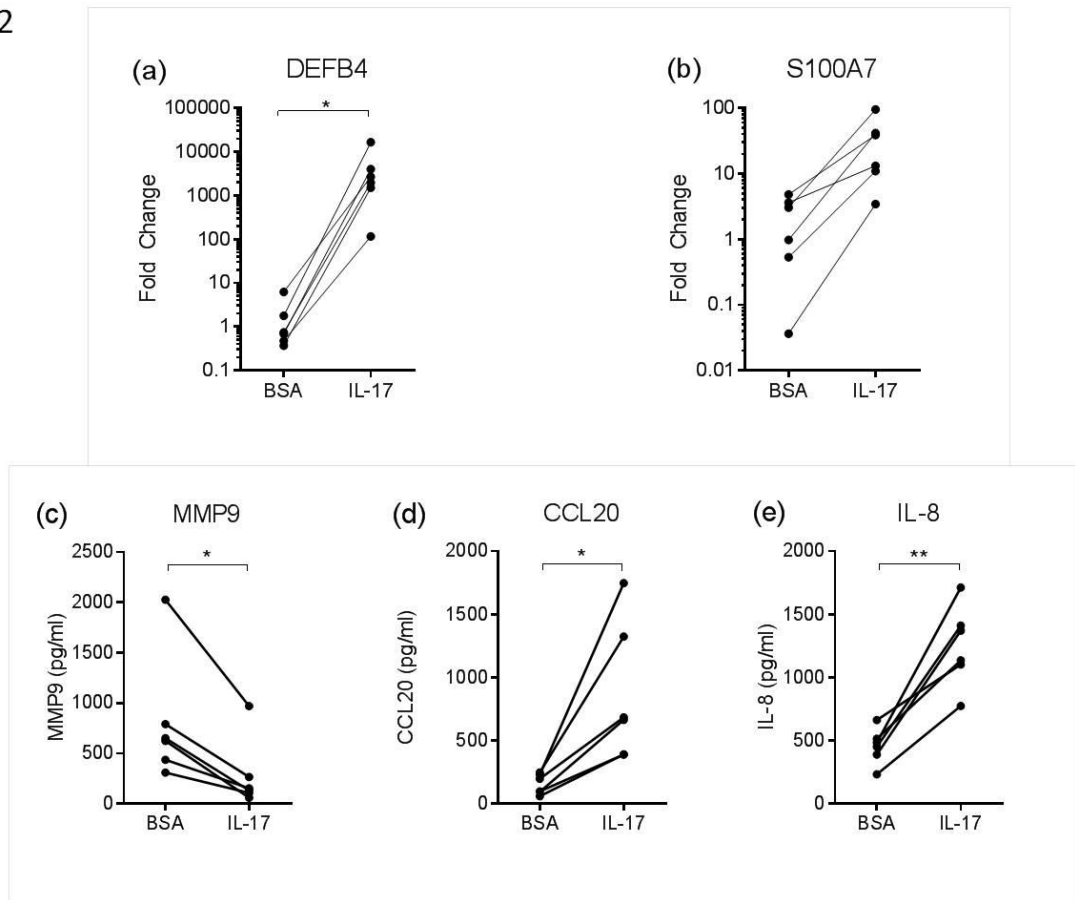 2
(a) DEFB4
*
100000
10000
1000
100
10
1
0.1
Fold Change
BSA IL-17
(b) S100A7
100
10
1
0.1
0.01
Fold Change
BSA IL-17
(c) MMP9
*
2500
2000
1500
1000
500
0
MMP9 (pg/ml)
BSA IL-17
(d) CCL20
*
2000
1500
1000
500
0
CCL20 (pg/ml)
BSA IL-17
(e) IL-8
**
2000
1500
1000
500
0
IL-8 (pg/ml)
BSA IL-17